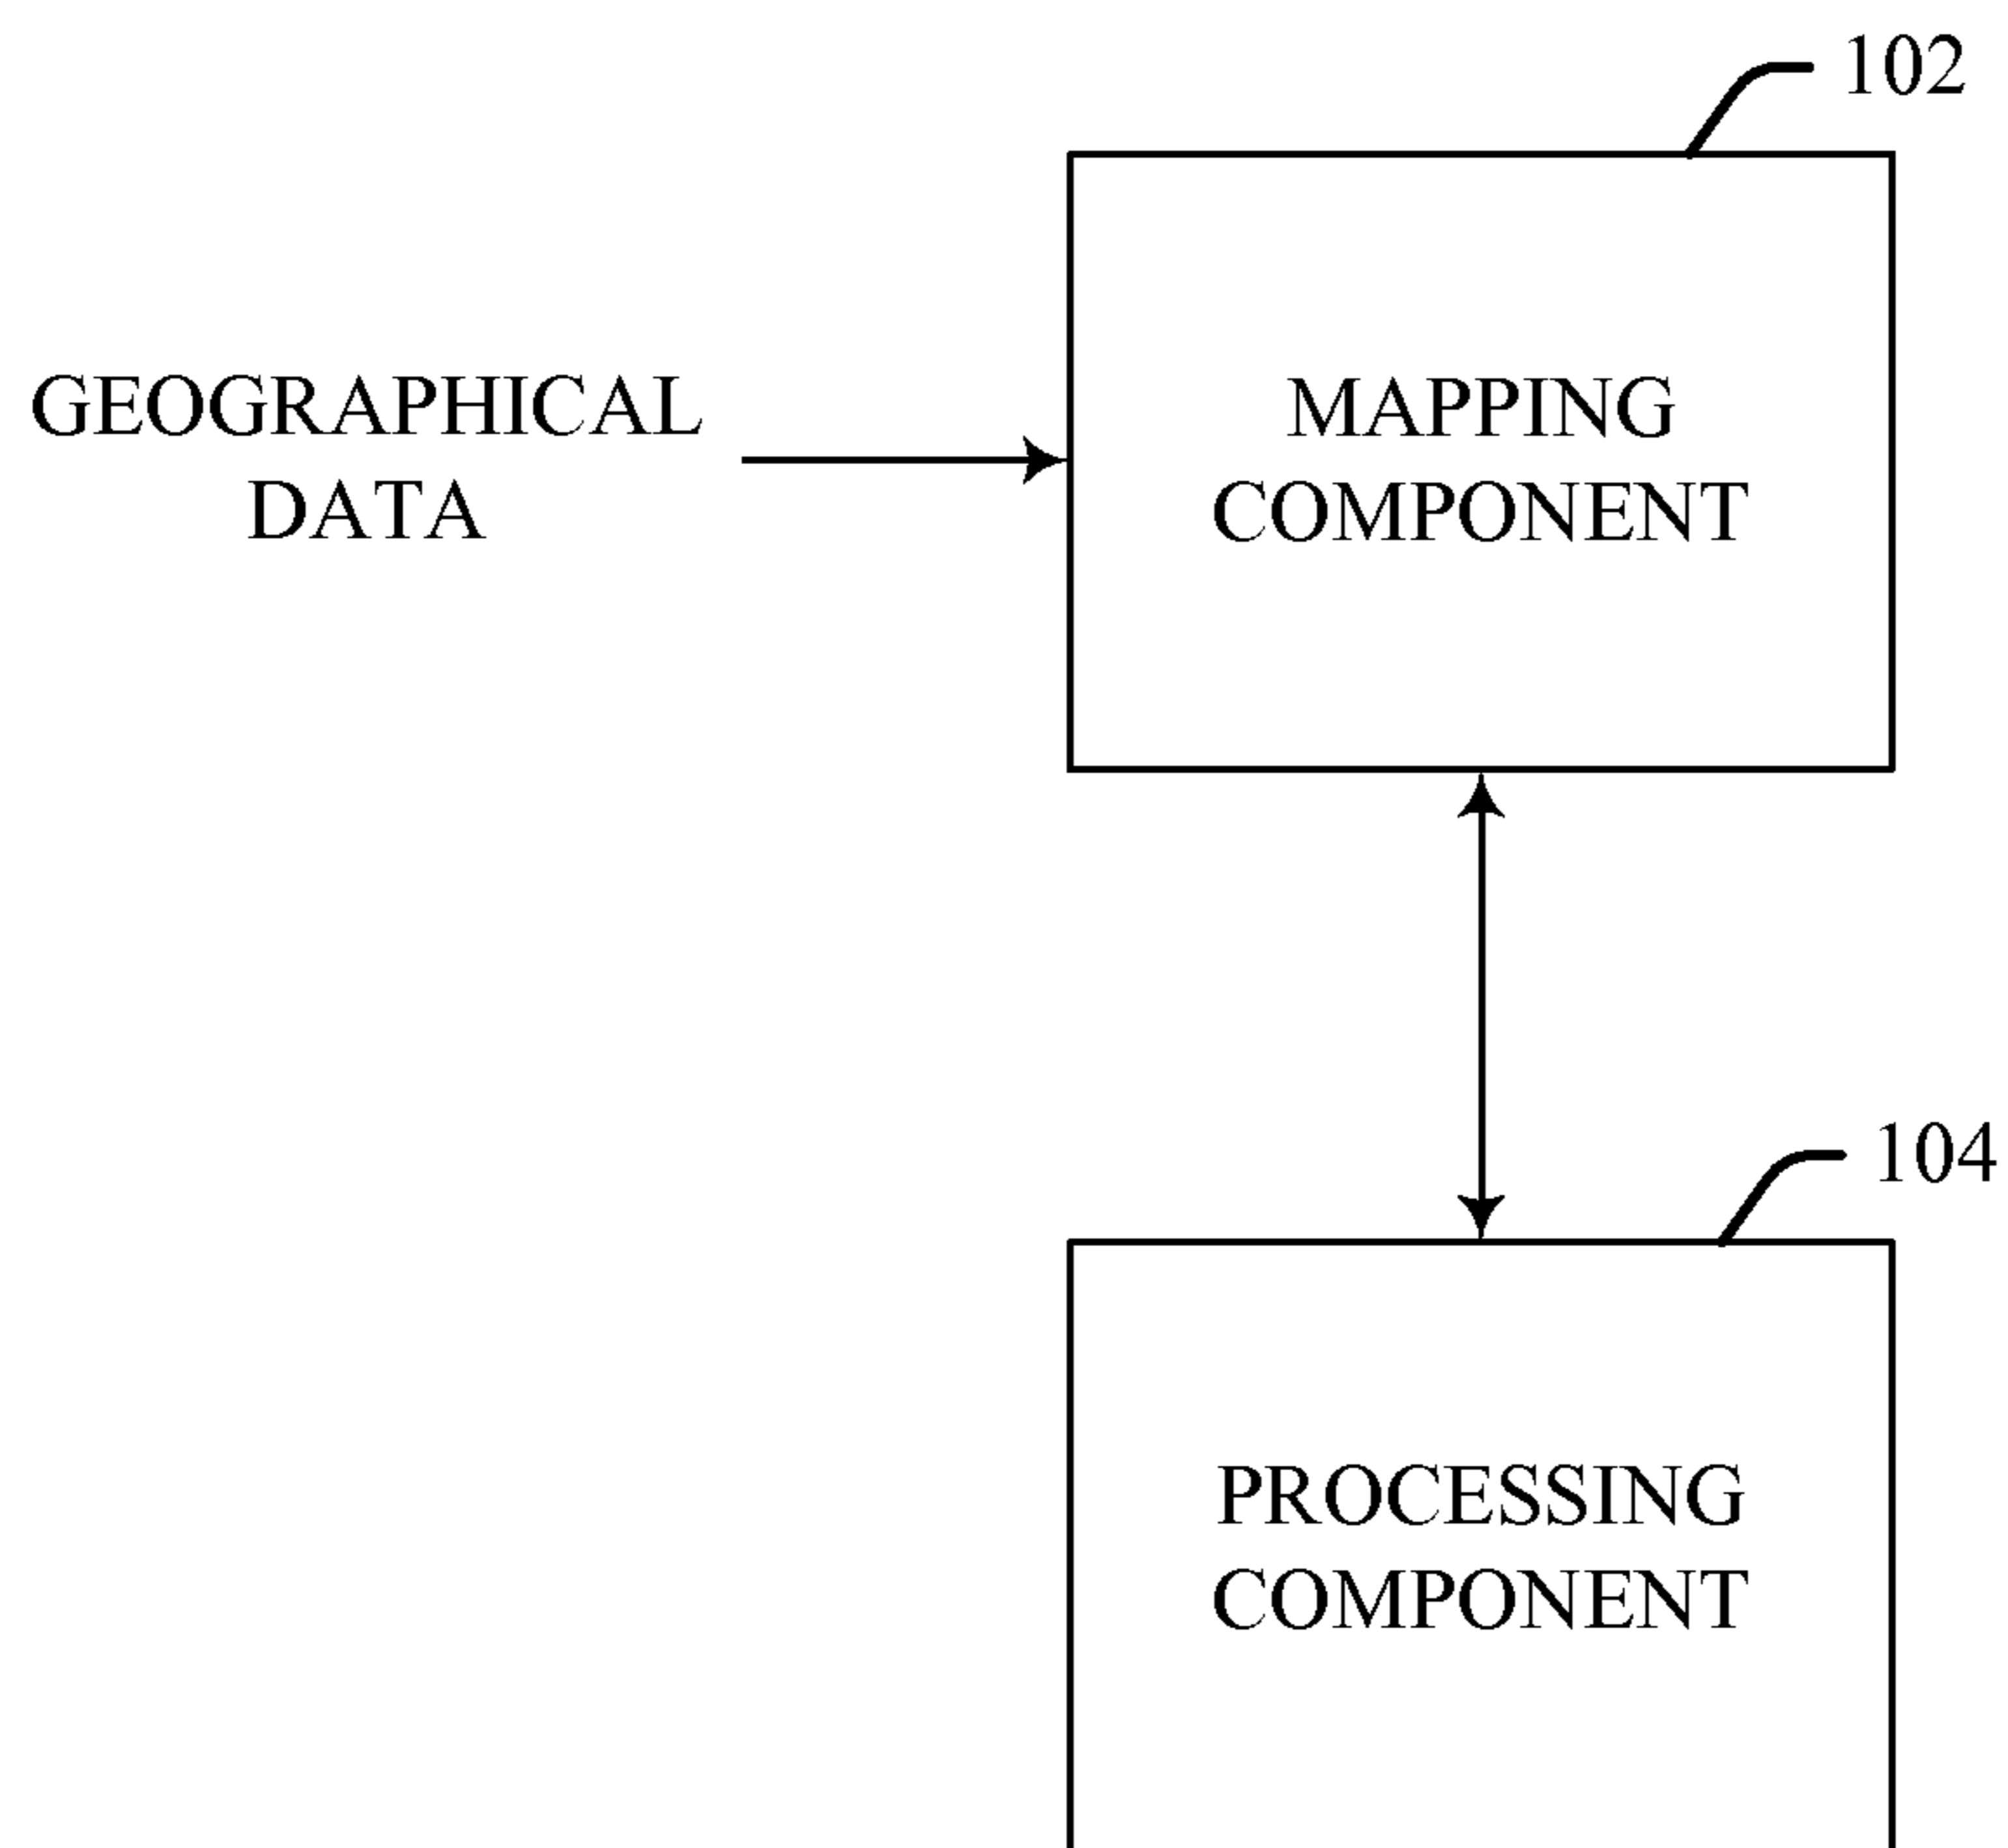 102
GEOGRAPHICAL
DATA
MAPPING
COMPONENT
104
PROCESSING
COMPONENT